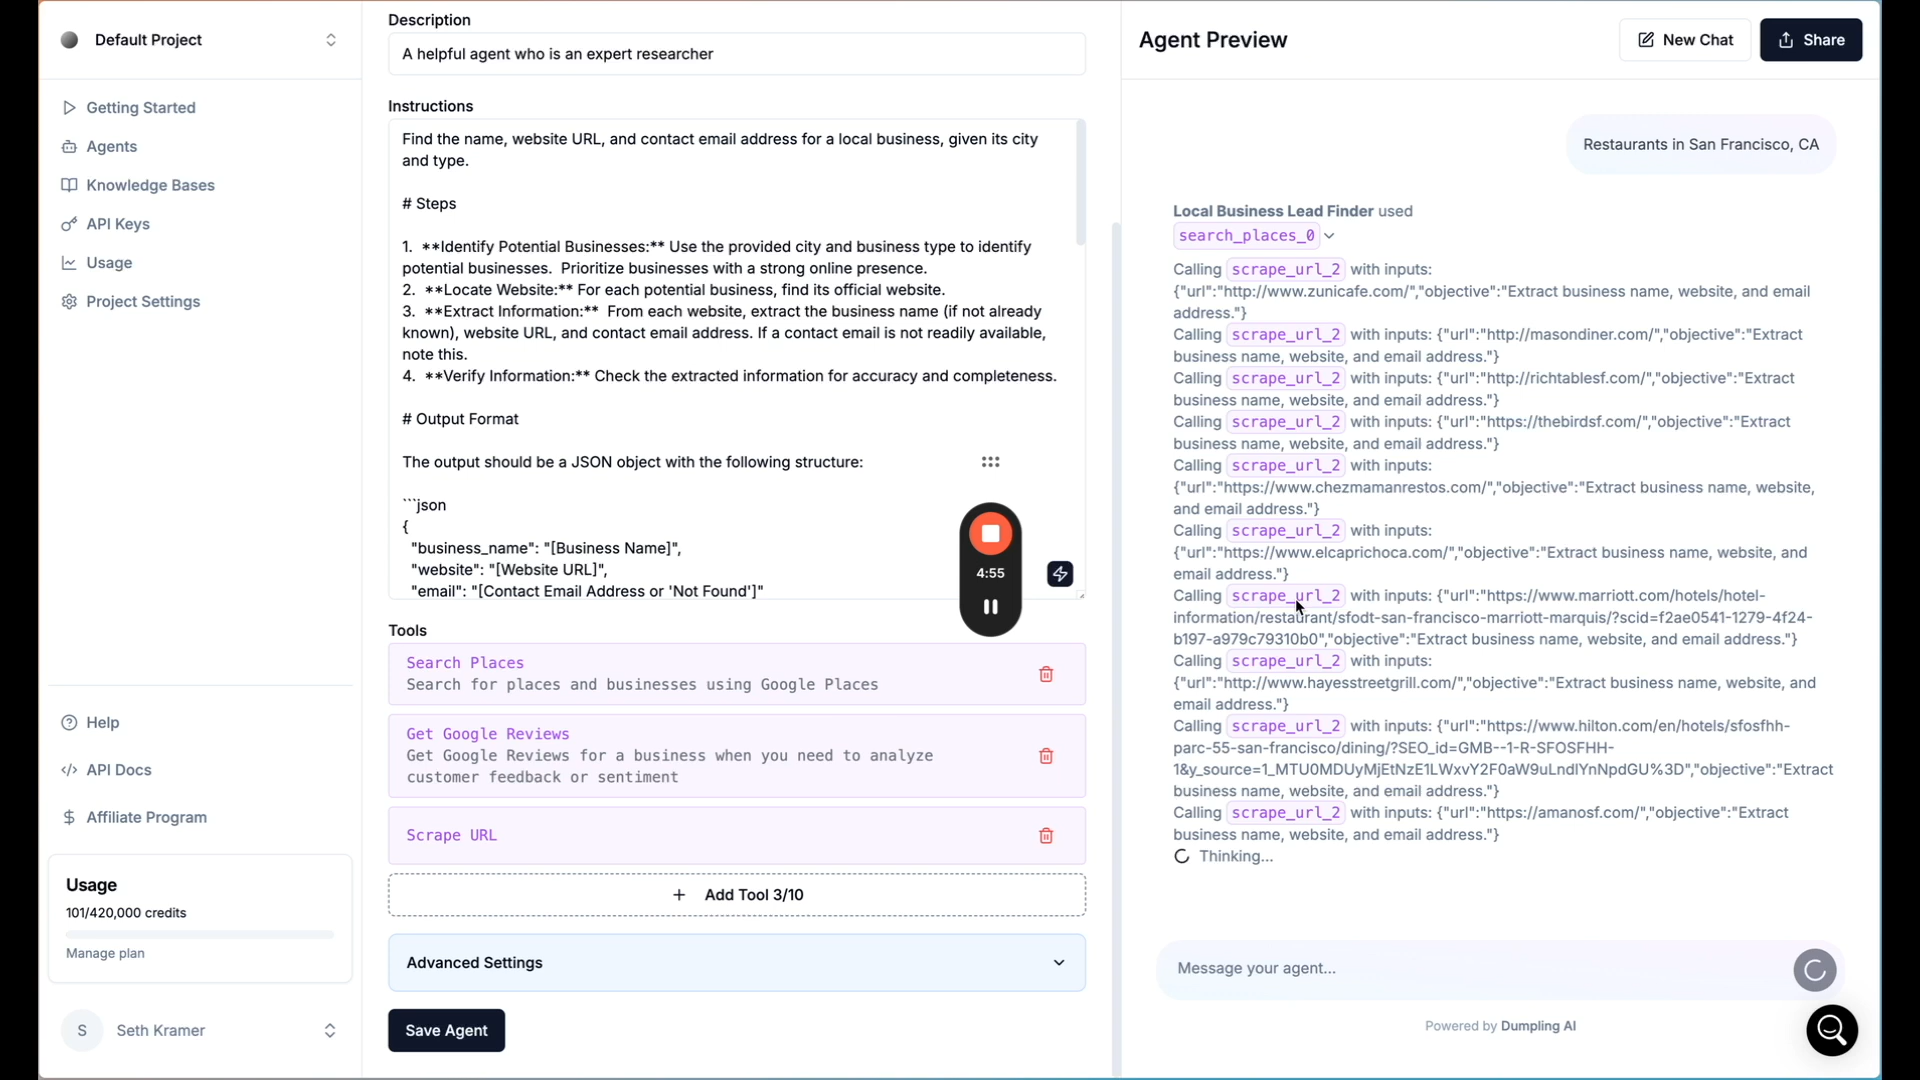 Default Project
Getting Started
Agents
Knowledge Bases
API Keys
Usage
Project Settings
Help
API Docs
Affiliate Program
Usage
101/420,000 credits
Manage plan
S
Seth Kramer
Description
A helpful agent who is an expert researcher
Instructions
Find the name, website URL, and contact email address for a local business, given its city
and type.
# Steps
1.  **Identify Potential Businesses:** Use the provided city and business type to identify
potential businesses.  Prioritize businesses with a strong online presence.
2.  **Locate Website:** For each potential business, find its official website.
3.  **Extract Information:**  From each website, extract the business name (if not already
known), website URL, and contact email address. If a contact email is not readily available,
note this.
4.  **Verify Information:** Check the extracted information for accuracy and completeness.
# Output Format
The output should be a JSON object with the following structure:
```json
{
"business_name": "[Business Name]",
"website": "[Website URL]",
"email": "[Contact Email Address or 'Not Found']"
4:55
Tools
Search Places
Search for places and businesses using Google Places
Get Google Reviews
Get Google Reviews for a business when you need to analyze
customer feedback or sentiment
Scrape URL
+ Add Tool 3/10
Advanced Settings
Save Agent
Agent Preview
New Chat
Share
Restaurants in San Francisco, CA
Local Business Lead Finder used
search_places_0
Calling scrape_url_2 with inputs:
{"url":"http://www.zunicafe.com/","objective":"Extract business name, website, and email
address."}
Calling scrape_url_2 with inputs: {"url":"http://masondiner.com/","objective":"Extract
business name, website, and email address."}
Calling scrape_url_2 with inputs: {"url":"http://richtablesf.com/","objective":"Extract
business name, website, and email address."}
Calling scrape_url_2 with inputs: {"url":"https://thebirdsf.com/","objective":"Extract
business name, website, and email address."}
Calling scrape_url_2 with inputs:
{"url":"https://www.chezmamanrestos.com/","objective":"Extract business name, website,
and email address."}
Calling scrape_url_2 with inputs:
{"url":"https://www.elcaprichoca.com/","objective":"Extract business name, website, and
email address."}
Calling scrape_url_2 with inputs: {"url":"https://www.marriott.com/hotels/hotel-
information/restaurant/sfodt-san-francisco-marriott-marquis/?scid=f2ae0541-1279-4f24-
b197-a979c79310b0","objective":"Extract business name, website, and email address."}
Calling scrape_url_2 with inputs:
{"url":"http://www.hayesstreetgrill.com/","objective":"Extract business name, website, and
email address."}
Calling scrape_url_2 with inputs: {"url":"https://www.hilton.com/en/hotels/sfosfhh-
parc-55-san-francisco/dining/?SEO_id=GMB--1-R-SFOSFHH-
1&y_source=1_MTU0MDUyMjEtNzE1LWxvY2F0aW9uLndlYnNpdGU%3D","objective":"Extract
business name, website, and email address."}
Calling scrape_url_2 with inputs: {"url":"https://amanosf.com/","objective":"Extract
business name, website, and email address."}
Thinking...
Message your agent...
Powered by Dumpling AI